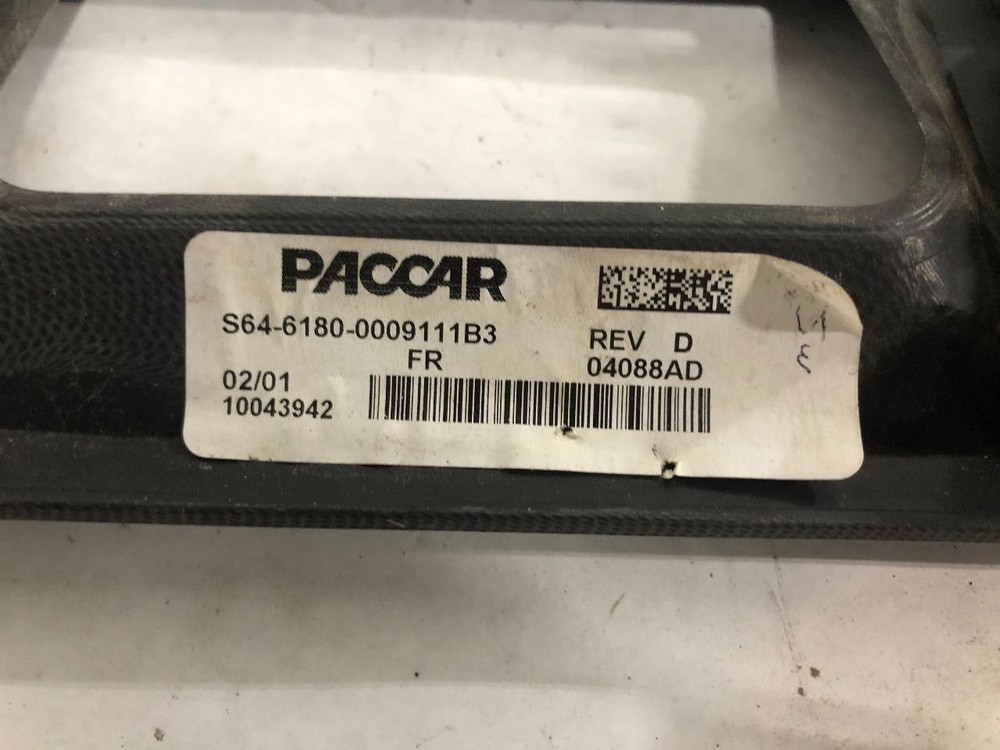 PACCAR
S64-6180-0009111B3 REV D
FR 04088AD
02/01
10043942